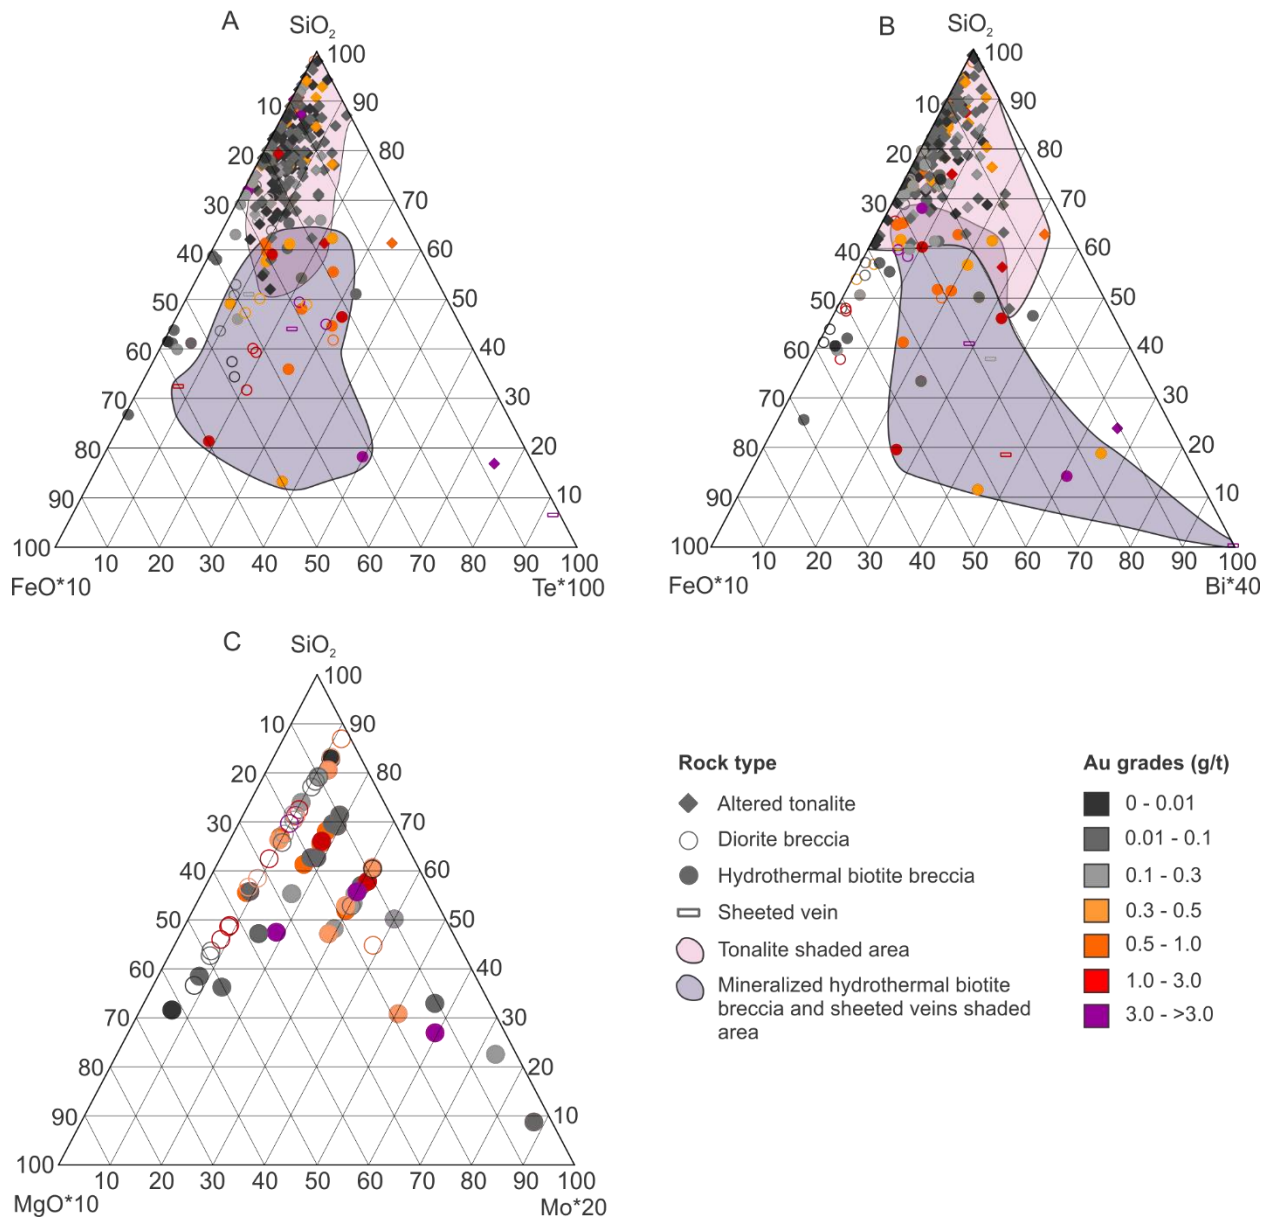 A
SiO₂
100
10 90
20 80
30 70
40 60
50 50
60 40
70 30
80 20
90 10
100 10 20 30 40 50 60 70 80 90 100
FeO*10 Te*100
B
SiO₂
100
10 90
20 80
30 70
40 60
50 50
60 40
70 30
80 20
90 10
100 10 20 30 40 50 60 70 80 90 100
FeO*10 Bi*40
C
SiO₂
100
10 90
20 80
30 70
40 60
50 50
60 40
70 30
80 20
90 10
100 10 20 30 40 50 60 70 80 90 100
MgO*10 Mo*20
Rock type
Altered tonalite
Diorite breccia
Hydrothermal biotite breccia
Sheeted vein
Tonalite shaded area
Mineralized hydrothermal biotite
breccia and sheeted veins shaded
area
Au grades (g/t)
0 - 0.01
0.01 - 0.1
0.1 - 0.3
0.3 - 0.5
0.5 - 1.0
1.0 - 3.0
3.0 - >3.0